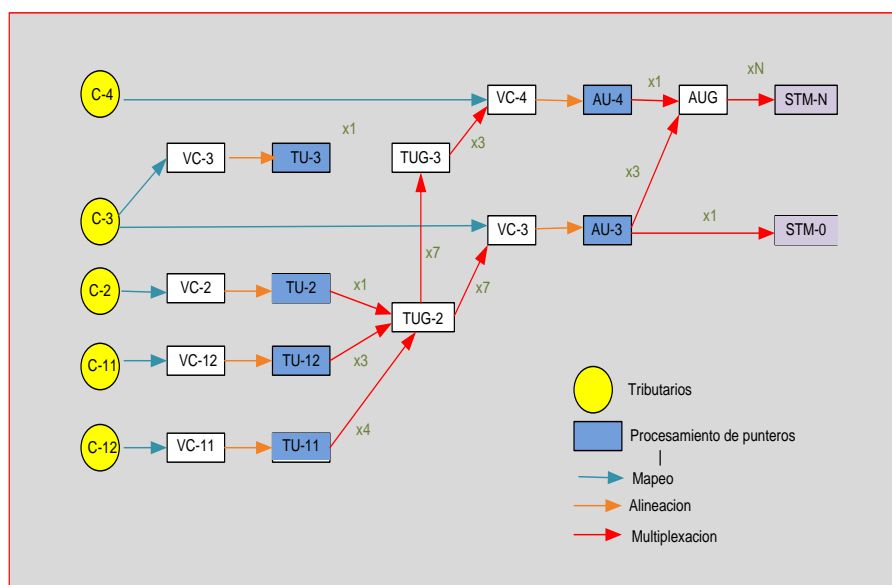 x1
xN
C-4
VC-4
AU-4
AUG
STM-N
x1
VC-3
TU-3
TUG-3
x3
x3
C-3
VC-3
AU-3
x1
STM-0
x7
C-2
VC-2
TU-2
x1
x7
TUG-2
C-11
VC-12
TU-12
x3
C-12
VC-11
TU-11
x4
Tributarios
Procesamiento de punteros
Mapeo
Alineacion
Multiplexacion